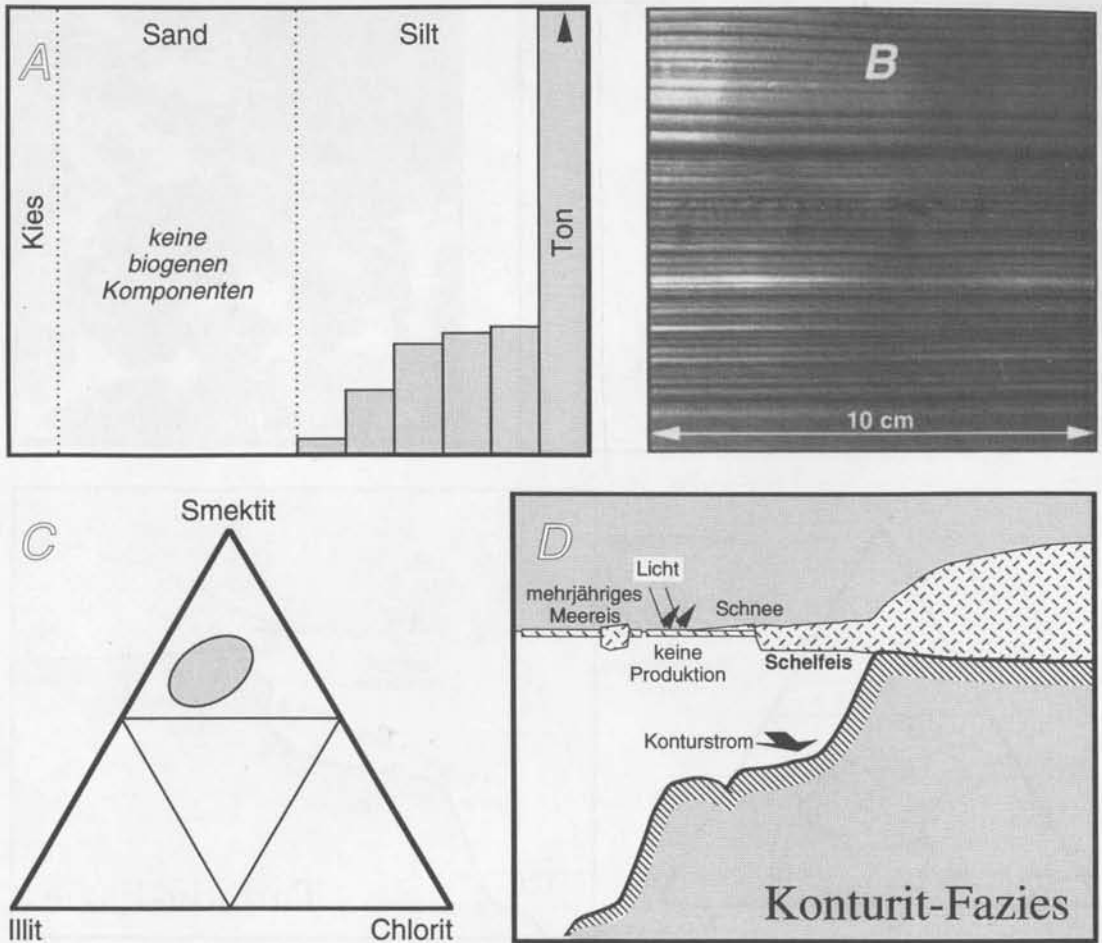 A
Sand
Silt
Kies
keine
biogenen
Komponenten
Ton
B
10 cm
C
Smektit
Illit
Chlorit
D
Licht
mehrjähriges
Meereis
Schnee
keine
Produktion
Schelfeis
Konturstrom
Konturit-Fazies